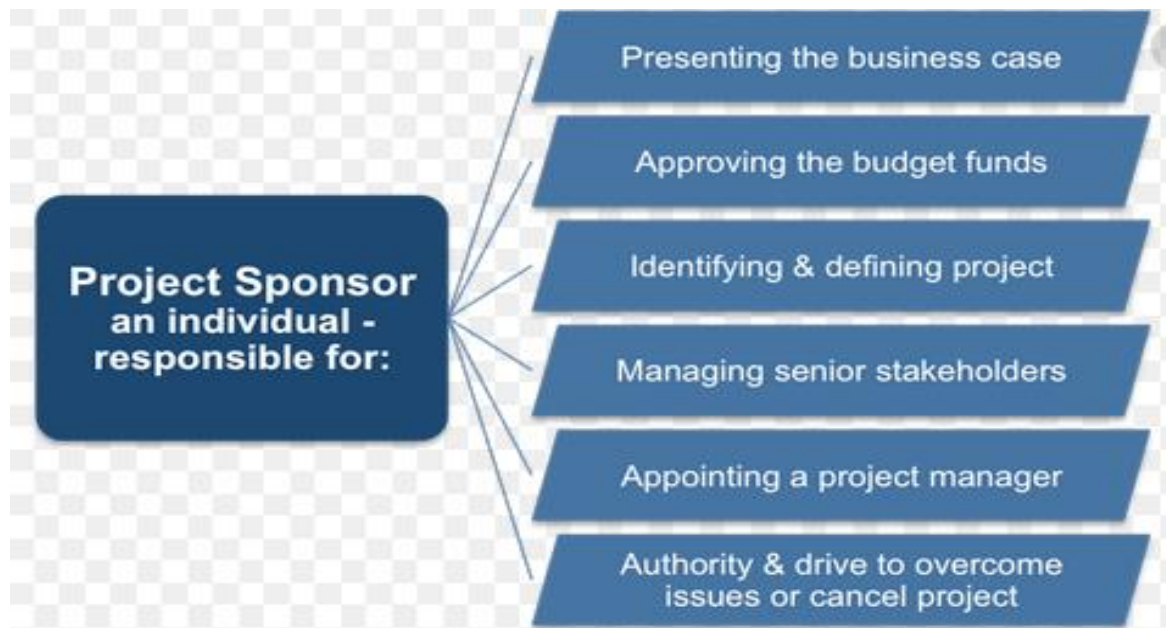 Project Sponsor
an individual -
responsible for:
Presenting the business case
Approving the budget funds
Identifying & defining project
Managing senior stakeholders
Appointing a project manager
Authority & drive to overcome
issues or cancel project